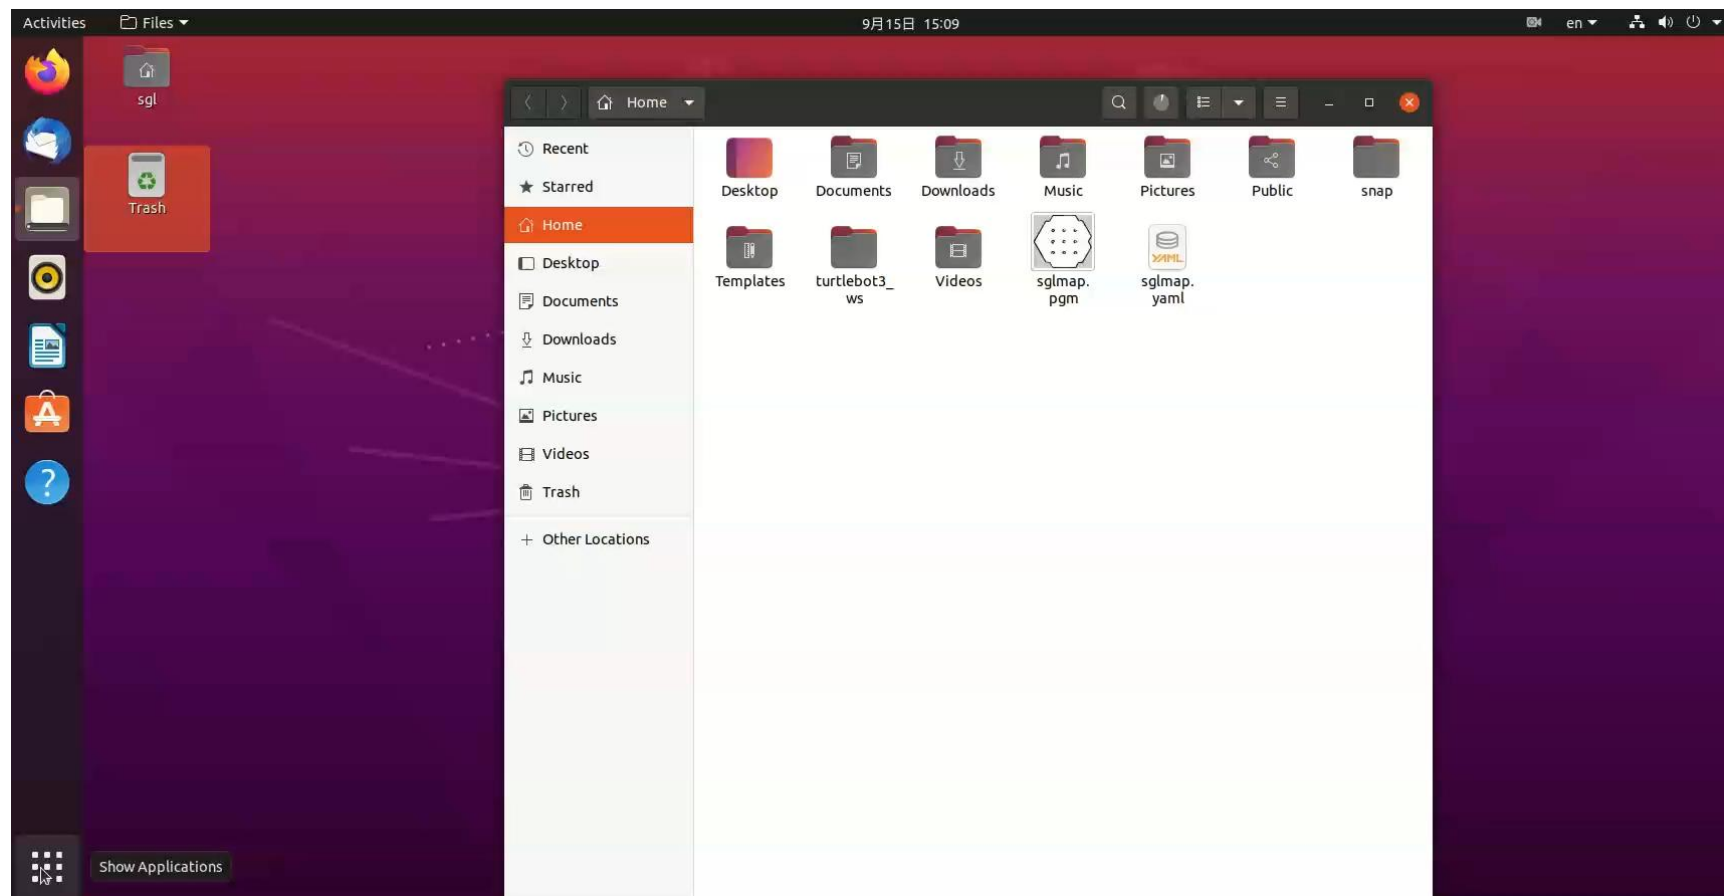 Activities
Files
9月15日 15:09
en
sgl
Trash
Home
Recent
Starred
Home
Desktop
Documents
Downloads
Music
Pictures
Videos
Trash
Other Locations
Desktop
Documents
Downloads
Music
Pictures
Public
snap
Templates
turtlebot3_
ws
Videos
sglmap.
pgm
YAML
sglmap.
yaml
Show Applications